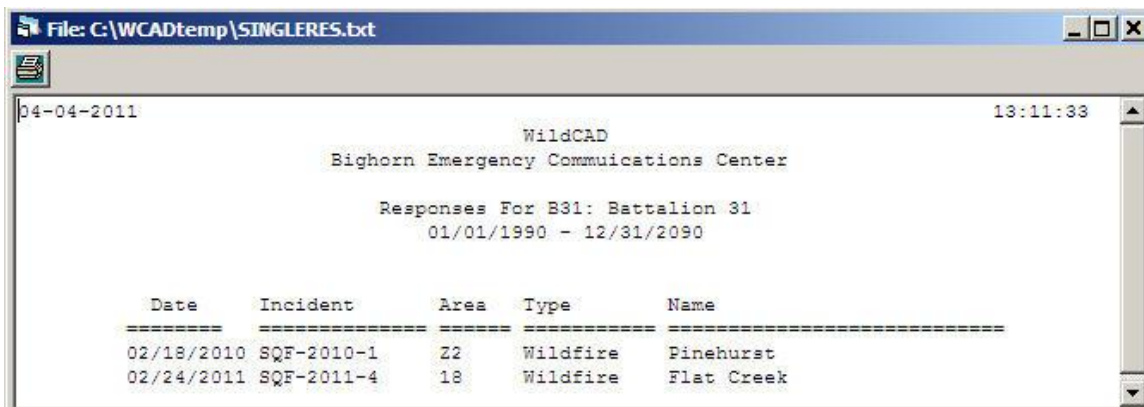 File: C:\WCADtemp\SINGLERES.txt
04-04-2011 13:11:33
WildCAD
Bighorn Emergency Commuications Center
Responses For B31: Battalion 31
01/01/1990 - 12/31/2090
Date Incident Area Type Name
======== ============== ====== =========== ============================
02/18/2010 SQF-2010-1 Z2 Wildfire Pinehurst
02/24/2011 SQF-2011-4 18 Wildfire Flat Creek